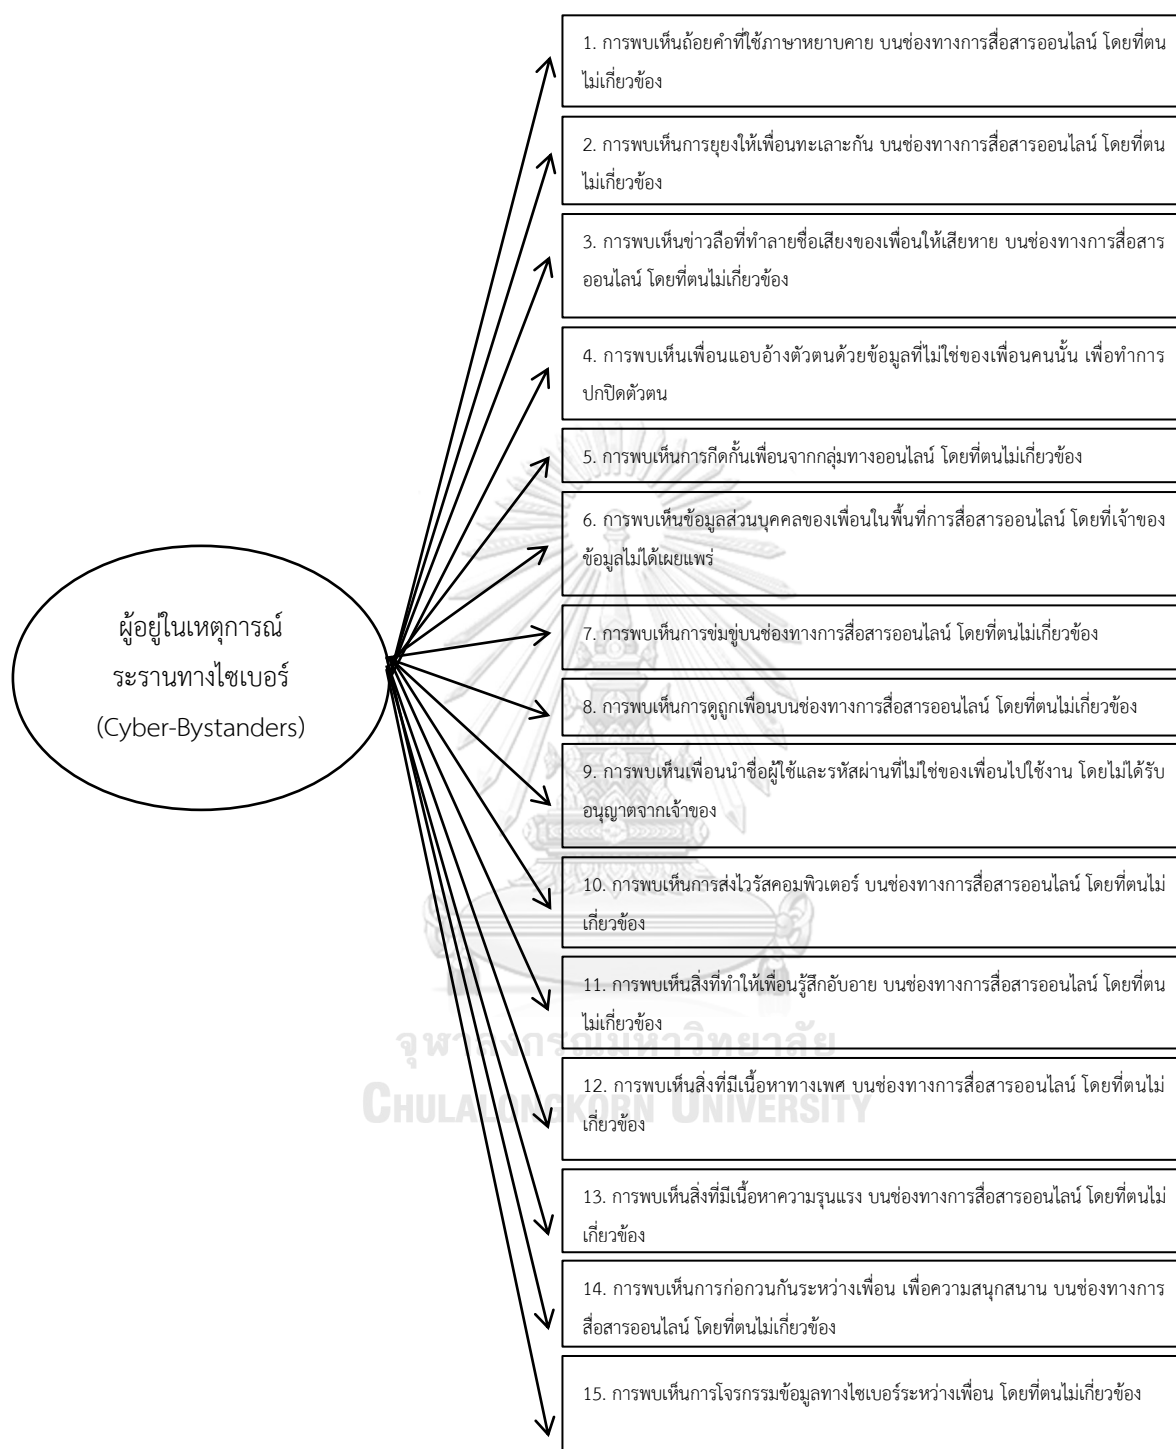 1. การพบเห็นถ้อยคำที่ใช้ภาษาหยาบคาย บนช่องทางการสื่อสารออนไลน์ โดยที่ตน
ไม่เกี่ยวข้อง
2. การพบเห็นการยุยงให้เพื่อนทะเลาะกัน บนช่องทางการสื่อสารออนไลน์ โดยที่ตน
ไม่เกี่ยวข้อง
3. การพบเห็นข่าวลือที่ทำลายชื่อเสียงของเพื่อนให้เสียหาย บนช่องทางการสื่อสาร
ออนไลน์ โดยที่ตนไม่เกี่ยวข้อง
4. การพบเห็นเพื่อนแอบอ้างตัวตนด้วยข้อมูลที่ไม่ใช่ของเพื่อนคนนั้น เพื่อทำการ
ปกปิดตัวตน
5. การพบเห็นการกีดกั้นเพื่อนจากกลุ่มทางออนไลน์ โดยที่ตนไม่เกี่ยวข้อง
6. การพบเห็นข้อมูลส่วนบุคคลของเพื่อนในพื้นที่การสื่อสารออนไลน์ โดยที่เจ้าของ
ข้อมูลไม่ได้เผยแพร่
ผู้อยู่ในเหตุการณ์
ระรานทางไซเบอร์
(Cyber-Bystanders)
7. การพบเห็นการข่มขู่บนช่องทางการสื่อสารออนไลน์ โดยที่ตนไม่เกี่ยวข้อง
8. การพบเห็นการดูถูกเพื่อนบนช่องทางการสื่อสารออนไลน์ โดยที่ตนไม่เกี่ยวข้อง
9. การพบเห็นเพื่อนนำชื่อผู้ใช้และรหัสผ่านที่ไม่ใช่ของเพื่อนไปใช้งาน โดยไม่ได้รับ
อนุญาตจากเจ้าของ
10. การพบเห็นการส่งไวรัสคอมพิวเตอร์ บนช่องทางการสื่อสารออนไลน์ โดยที่ตนไม่
เกี่ยวข้อง
11. การพบเห็นสิ่งที่ทำให้เพื่อนรู้สึกอับอาย บนช่องทางการสื่อสารออนไลน์ โดยที่ตน
ไม่เกี่ยวข้อง
จุฬาลงกรณ์มหาวิทยาลัย
CHULALONGKORN UNIVERSITY
12. การพบเห็นสิ่งที่มีเนื้อหาทางเพศ บนช่องทางการสื่อสารออนไลน์ โดยที่ตนไม่
เกี่ยวข้อง
13. การพบเห็นสิ่งที่มีเนื้อหาความรุนแรง บนช่องทางการสื่อสารออนไลน์ โดยที่ตนไม่
เกี่ยวข้อง
14. การพบเห็นการก่อกวนกันระหว่างเพื่อน เพื่อความสนุกสนาน บนช่องทางการ
สื่อสารออนไลน์ โดยที่ตนไม่เกี่ยวข้อง
15. การพบเห็นการโจรกรรมข้อมูลทางไซเบอร์ระหว่างเพื่อน โดยที่ตนไม่เกี่ยวข้อง